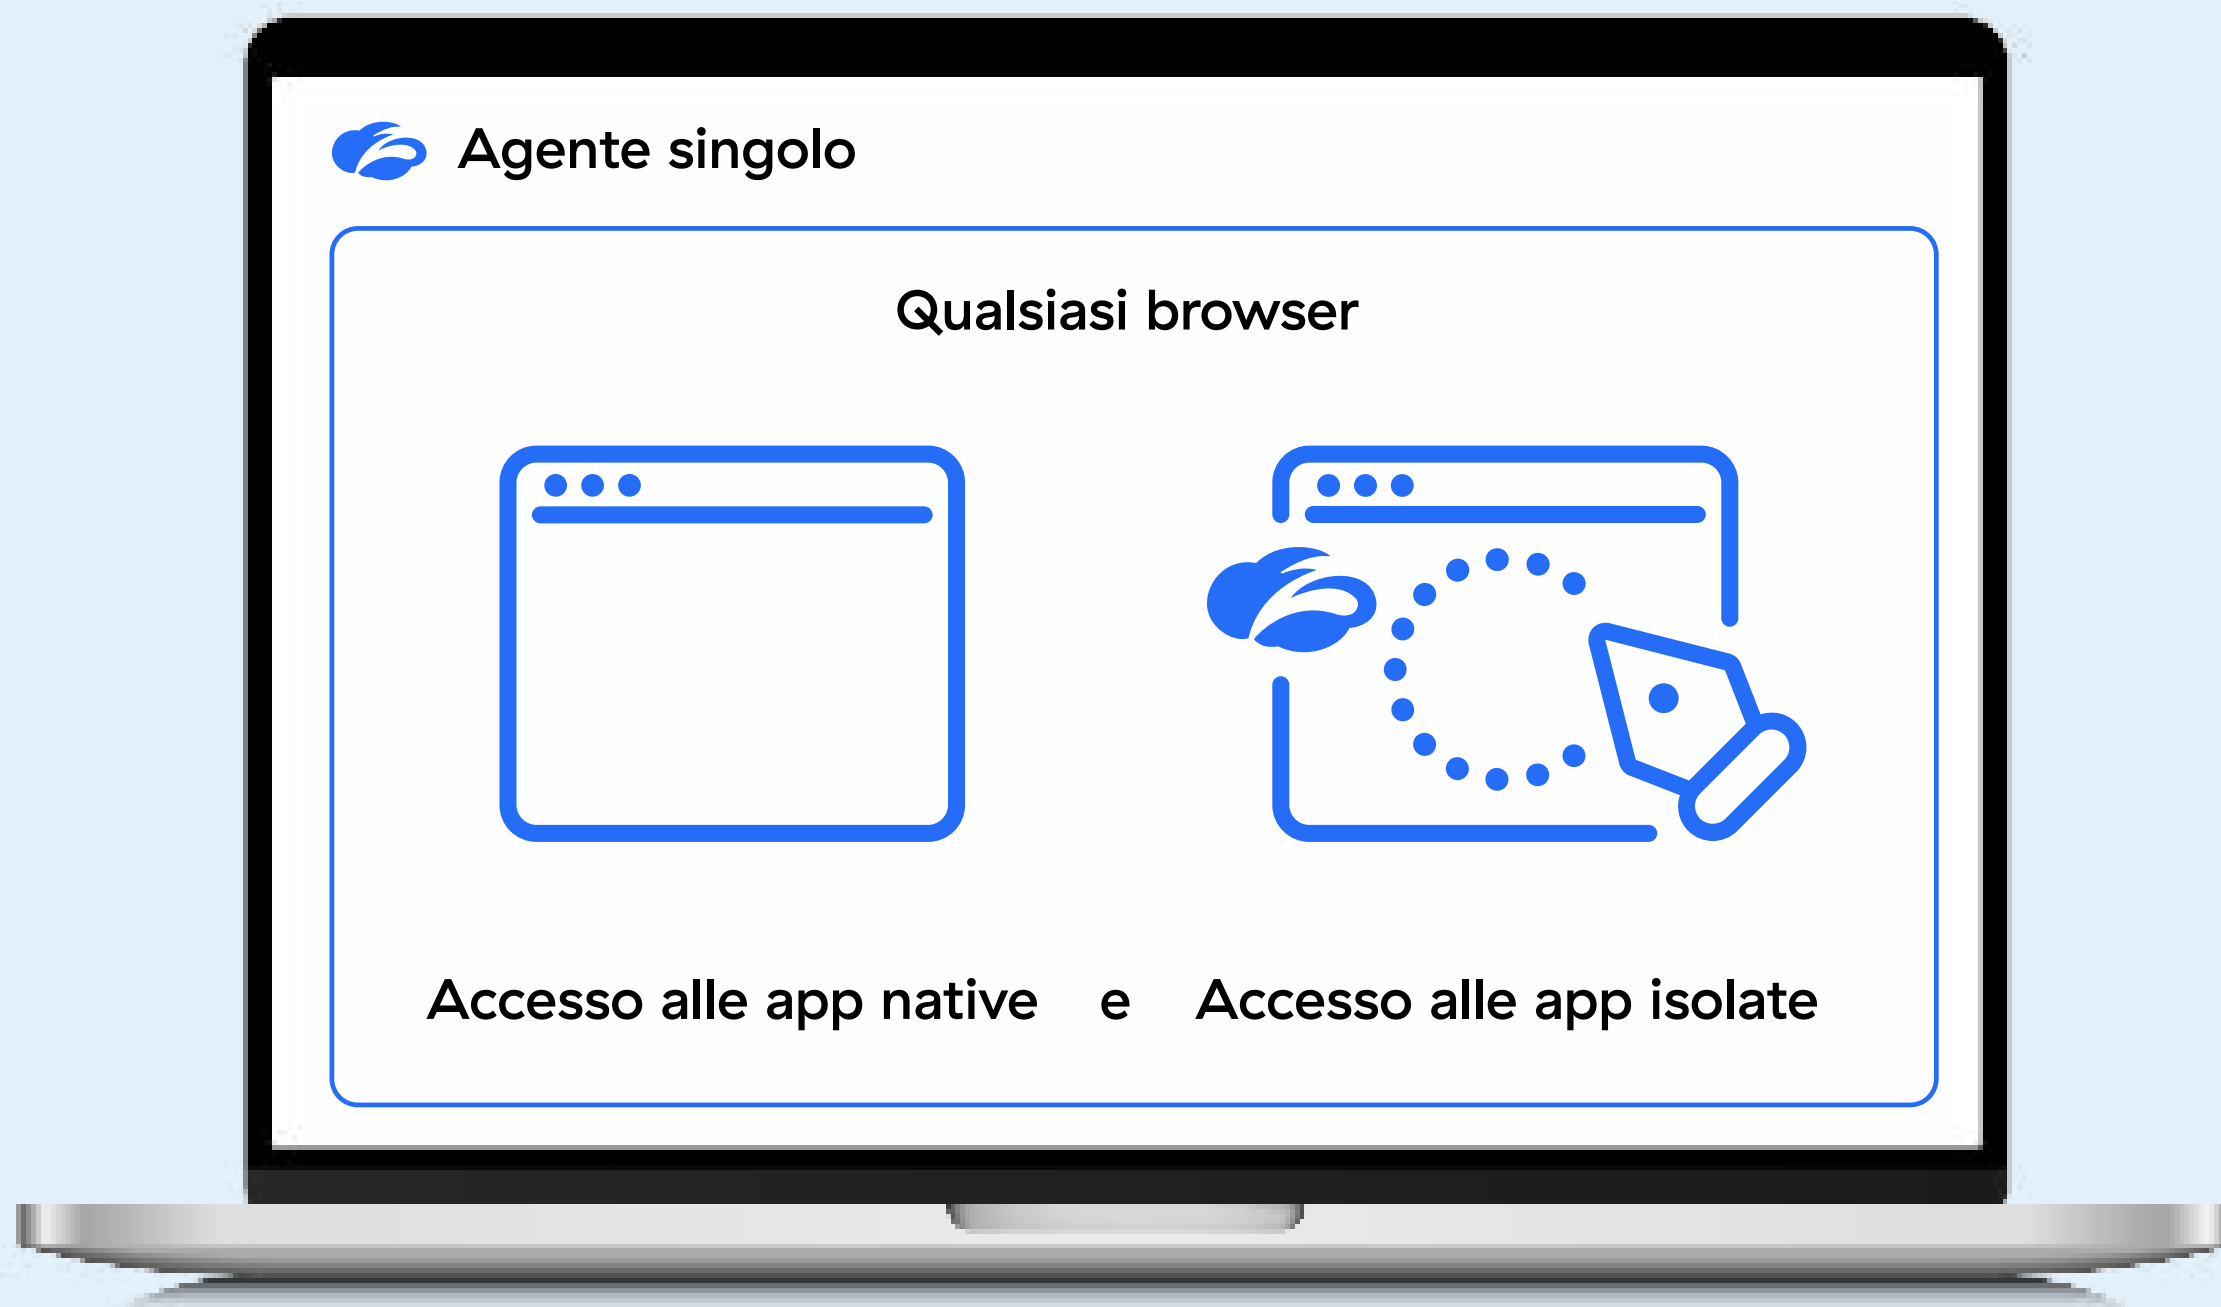 Agente singolo
Qualsiasi browser
Accesso alle app native e Accesso alle app isolate